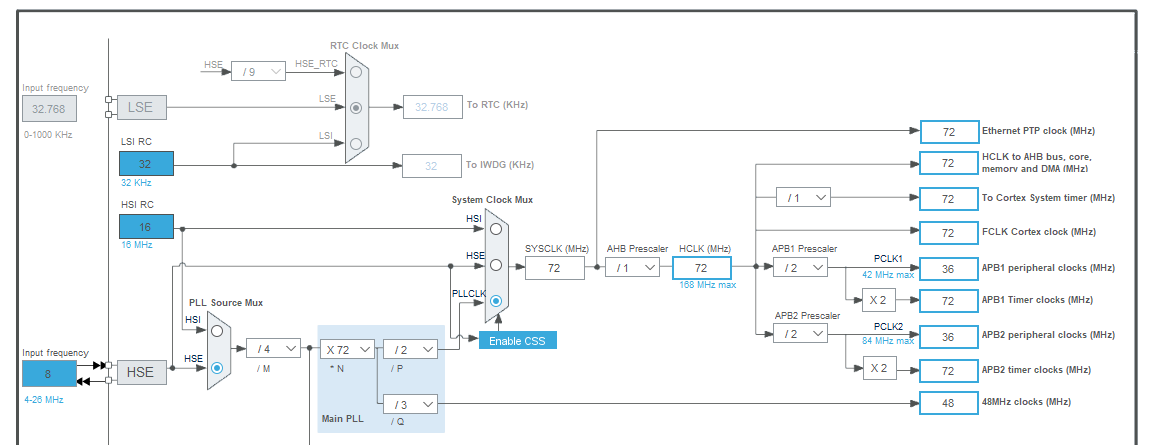 RTC Clock Mux
HSE
/ 9
HSE_RTC
Input frequency
32.768
0-1000 KHz
LSE
LSE
32.768
To RTC (KHz)
LSI RC
32
32 KHz
LSI
32
To IWDG (KHz)
HSI RC
16
16 MHz
System Clock Mux
HSI
HSE
PLLCLK
SYSCLK (MHz)
72
AHB Prescaler
/ 1
HCLK (MHz)
72
168 MHz max
72
Ethernet PTP clock (MHz)
72
HCLK to AHB bus, core,
memory and DMA (MHz)
/ 1
72
To Cortex System timer (MHz)
72
FCLK Cortex clock (MHz)
APB1 Prescaler
/ 2
PCLK1
42 MHz max
36
APB1 peripheral clocks (MHz)
X 2
72
APB1 Timer clocks (MHz)
APB2 Prescaler
/ 2
PCLK2
84 MHz max
36
APB2 peripheral clocks (MHz)
X 2
72
APB2 timer clocks (MHz)
48
48MHz clocks (MHz)
PLL Source Mux
HSI
HSE
Input frequency
8
4-26 MHz
HSE
/ 4
/ M
X 72
* N
/ 2
/ P
/ 3
/ Q
Main PLL
Enable CSS